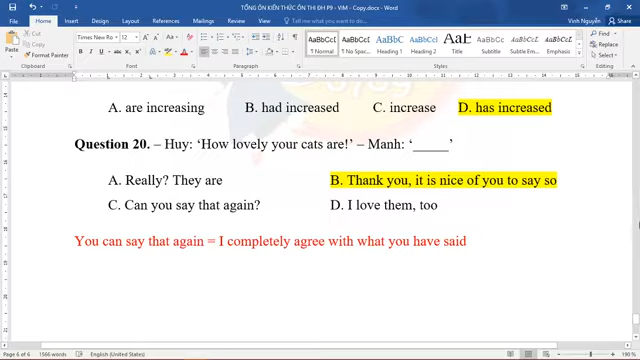 TỔNG ÔN KIẾN THỨC ÔN THI ĐH P9 - VIM - Copy.docx - Word
Vinh Nguyễn
File Home Insert Design Layout References Mailings Review View Tell me what you want to do... Share
Paste Cut Copy Format Painter
Times New Ro 12
AaBbCcI AaBbCcI AaBbC AaBbCc AaB AaBbCcC AaBbCcDc AaBbCcDc
¶ Normal ¶ No Spac... Heading 1 Heading 2 Title Subtitle Subtle Em... Emphasis
Find Replace Select
Clipboard Font Paragraph Styles Editing
A. are increasing B. had increased C. increase D. has increased
Question 20. – Huy: ‘How lovely your cats are!’ – Manh: ‘_____’
A. Really? They are B. Thank you, it is nice of you to say so
C. Can you say that again? D. I love them, too
You can say that again = I completely agree with what you have said
Page 6 of 6 1566 words English (United States) 190%